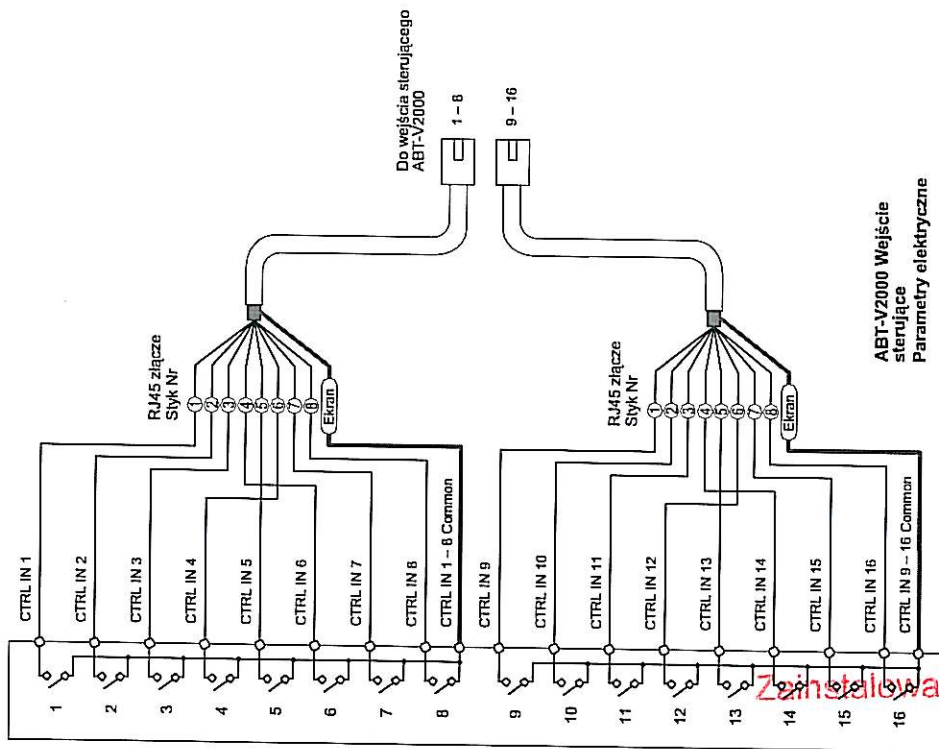 Do wejścia sterującego
ABT-V2000
1 – 8
9 – 16
RJ45 złącze
Styk Nr
1
2
3
4
5
6
7
8
Ekran
CTRL IN 1
CTRL IN 2
CTRL IN 3
CTRL IN 4
CTRL IN 5
CTRL IN 6
CTRL IN 7
CTRL IN 8
CTRL IN 1 – 8 Common
1
2
3
4
5
6
7
8
RJ45 złącze
Styk Nr
1
2
3
4
5
6
7
8
Ekran
CTRL IN 9
CTRL IN 10
CTRL IN 11
CTRL IN 12
CTRL IN 13
CTRL IN 14
CTRL IN 15
CTRL IN 16
CTRL IN 9 – 16 Common
9
10
11
12
13
14
15
16
ABT-V2000 Wejście
sterujące
Parametry elektryczne
Zainstalowa